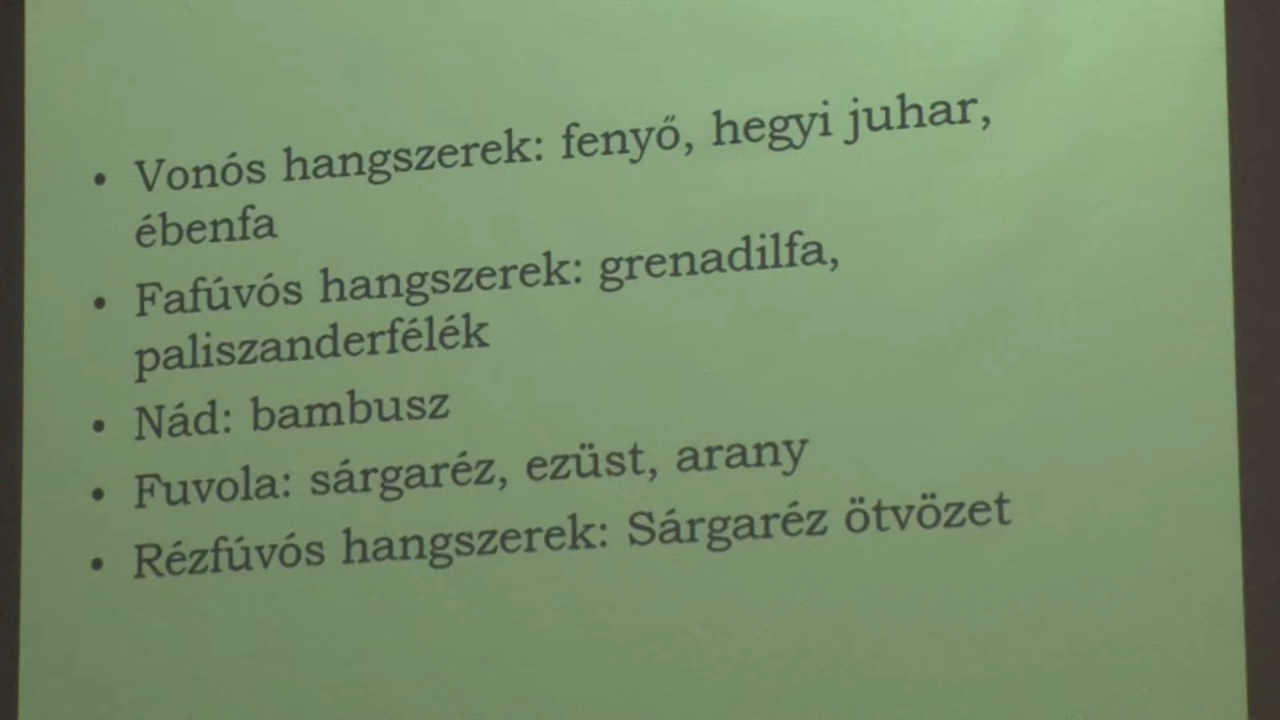 • Vonós hangszerek: fenyő, hegyi juhar,
ébenfa
• Fafúvós hangszerek: grenadilfa,
paliszanderfélék
• Nád: bambusz
• Fuvola: sárgaréz, ezüst, arany
• Rézfúvós hangszerek: Sárgaréz ötvözet